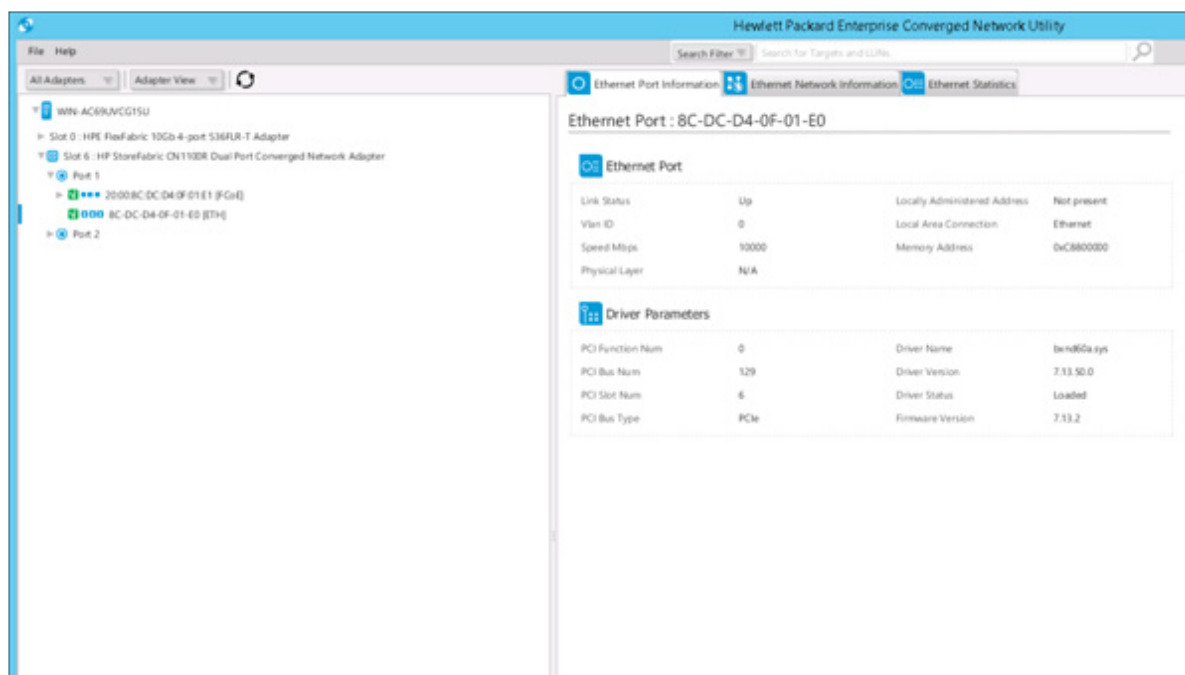 Hewlett Packard Enterprise Converged Network Utility
File Help
Search Filter Search for Targets and LUNs.
All Adapters Adapter View
Ethernet Port Information Ethernet Network Information Ethernet Statistics
WIN-AC69UVCG15U
Slot 0 : HPE FlexFabric 10Gb 4-port 536FLR-T Adapter
Slot 6 : HP StoreFabric CN1100R Dual Port Converged Network Adapter
Port 1
20:00:8C:DC:D4:0F:01:E1 [FCoE]
8C-DC-D4-0F-01-E0 [ETH]
Port 2
Ethernet Port : 8C-DC-D4-0F-01-E0
Ethernet Port
Link Status Up Locally Administered Address Not present
Vlan ID 0 Local Area Connection Ethernet
Speed Mbps 10000 Memory Address 0xC8800000
Physical Layer N/A
Driver Parameters
PCI Function Num 0 Driver Name bxnd60a.sys
PCI Bus Num 129 Driver Version 7.13.50.0
PCI Slot Num 6 Driver Status Loaded
PCI Bus Type PCIe Firmware Version 7.13.2